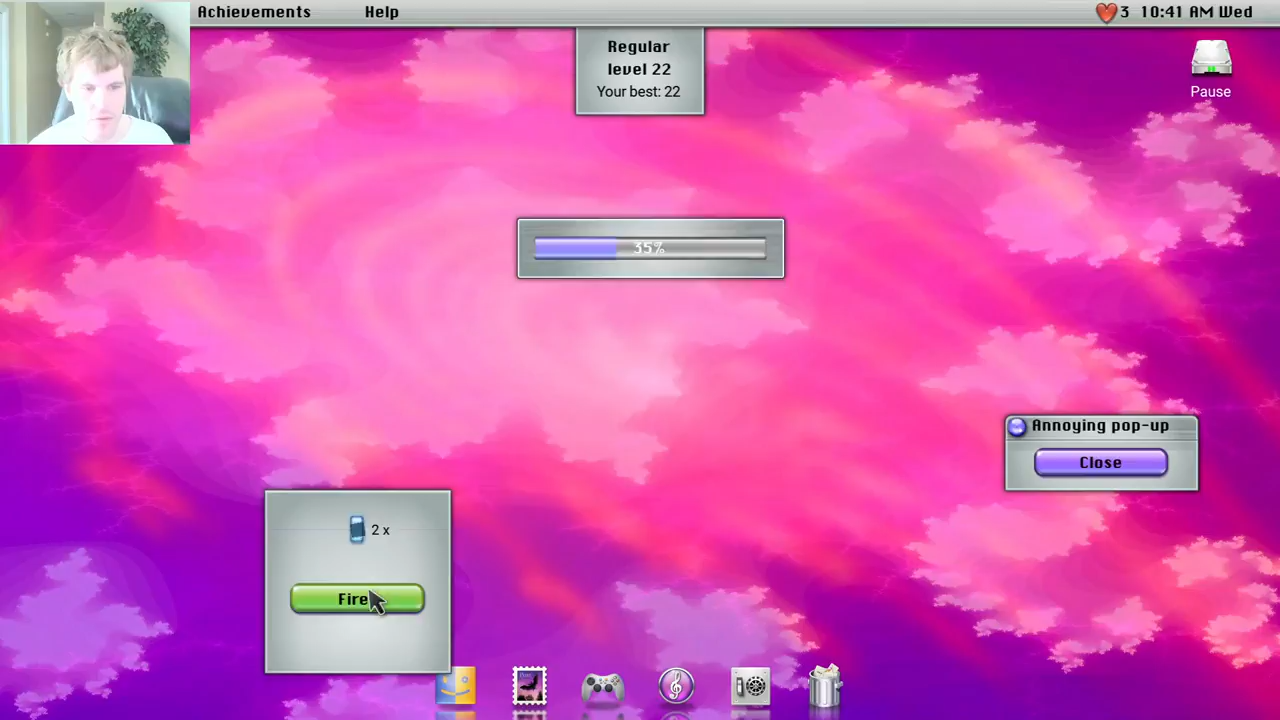 Achievements Help 3 10:41 AM Wed
Regular
level 22
Your best: 22
Pause
35%
Annoying pop-up
Close
2 x
Fire